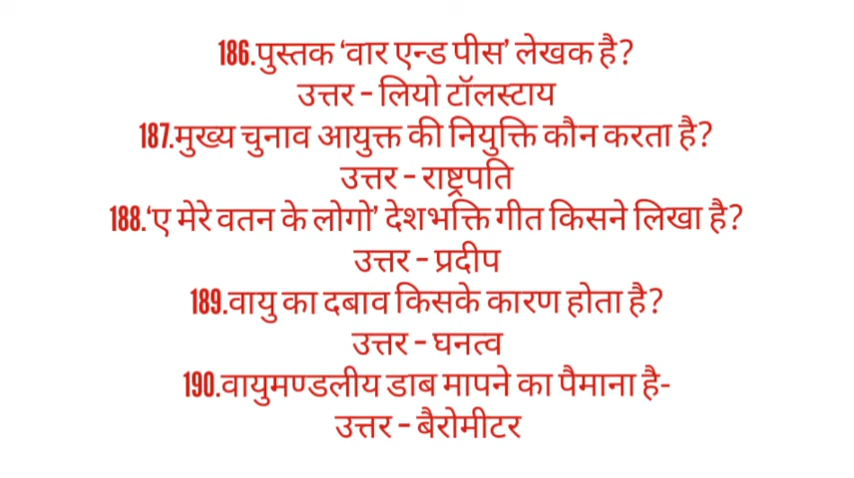 186.पुस्तक ‘वार एन्ड पीस’ लेखक है?
उत्तर – लियो टॉलस्टाय
187.मुख्य चुनाव आयुक्त की नियुक्ति कौन करता है?
उत्तर – राष्ट्रपति
188.‘ए मेरे वतन के लोगो’ देशभक्ति गीत किसने लिखा है?
उत्तर – प्रदीप
189.वायु का दबाव किसके कारण होता है?
उत्तर – घनत्व
190.वायुमण्डलीय डाब मापने का पैमाना है-
उत्तर – बैरोमीटर